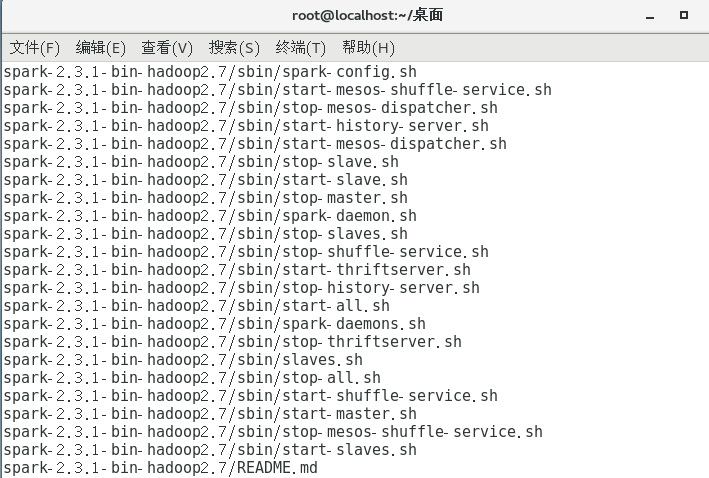 root@localhost:~/桌面
文件(F) 编辑(E) 查看(V) 搜索(S) 终端(T) 帮助(H)
spark-2.3.1-bin-hadoop2.7/sbin/spark-config.sh
spark-2.3.1-bin-hadoop2.7/sbin/start-mesos-shuffle-service.sh
spark-2.3.1-bin-hadoop2.7/sbin/stop-mesos-dispatcher.sh
spark-2.3.1-bin-hadoop2.7/sbin/start-history-server.sh
spark-2.3.1-bin-hadoop2.7/sbin/start-mesos-dispatcher.sh
spark-2.3.1-bin-hadoop2.7/sbin/stop-slave.sh
spark-2.3.1-bin-hadoop2.7/sbin/start-slave.sh
spark-2.3.1-bin-hadoop2.7/sbin/stop-master.sh
spark-2.3.1-bin-hadoop2.7/sbin/spark-daemon.sh
spark-2.3.1-bin-hadoop2.7/sbin/stop-slaves.sh
spark-2.3.1-bin-hadoop2.7/sbin/stop-shuffle-service.sh
spark-2.3.1-bin-hadoop2.7/sbin/start-thriftserver.sh
spark-2.3.1-bin-hadoop2.7/sbin/stop-history-server.sh
spark-2.3.1-bin-hadoop2.7/sbin/start-all.sh
spark-2.3.1-bin-hadoop2.7/sbin/spark-daemons.sh
spark-2.3.1-bin-hadoop2.7/sbin/stop-thriftserver.sh
spark-2.3.1-bin-hadoop2.7/sbin/slaves.sh
spark-2.3.1-bin-hadoop2.7/sbin/stop-all.sh
spark-2.3.1-bin-hadoop2.7/sbin/start-shuffle-service.sh
spark-2.3.1-bin-hadoop2.7/sbin/start-master.sh
spark-2.3.1-bin-hadoop2.7/sbin/stop-mesos-shuffle-service.sh
spark-2.3.1-bin-hadoop2.7/sbin/start-slaves.sh
spark-2.3.1-bin-hadoop2.7/README.md